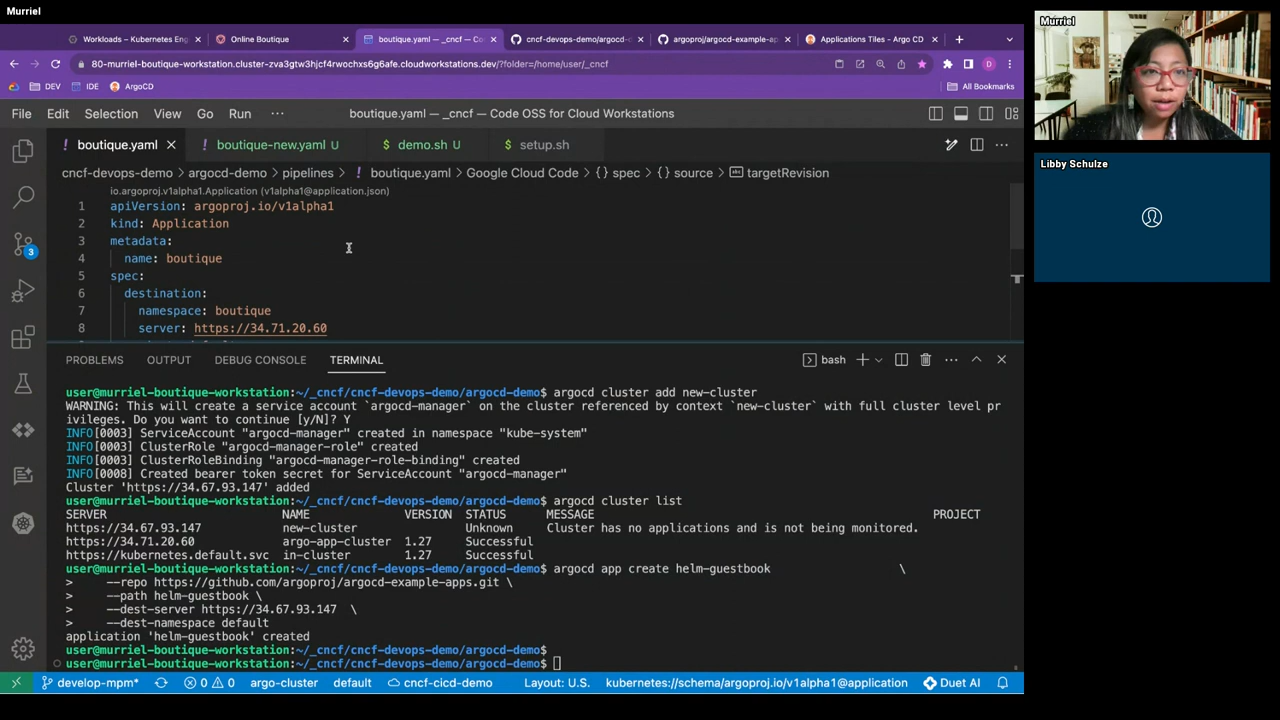 Murriel
Workloads – Kubernetes Eng
Online Boutique
boutique.yaml — _cncf — Code
cncf-devops-demo/argocd-d
argoproj/argocd-example-ap
Applications Tiles - Argo CD
80-murriel-boutique-workstation.cluster-zva3gtw3hjcf4rwochxs6g6afe.cloudworkstations.dev/?folder=/home/user/_cncf
D
DEV
IDE
ArgoCD
All Bookmarks
File Edit Selection View Go Run ···
boutique.yaml — _cncf — Code OSS for Cloud Workstations
! boutique.yaml
! boutique-new.yaml U
$ demo.sh U
$ setup.sh
cncf-devops-demo > argocd-demo > pipelines > ! boutique.yaml > Google Cloud Code > {} spec > {} source > targetRevision
io.argoproj.v1alpha1.Application (v1alpha1@application.json)
1 apiVersion: argoproj.io/v1alpha1
2 kind: Application
3 metadata:
4 name: boutique
5 spec:
6 destination:
7 namespace: boutique
8 server: https://34.71.20.60
3
PROBLEMS OUTPUT DEBUG CONSOLE TERMINAL
bash
user@murriel-boutique-workstation:~/_cncf/cncf-devops-demo/argocd-demo$ argocd cluster add new-cluster
WARNING: This will create a service account `argocd-manager` on the cluster referenced by context `new-cluster` with full cluster level pr
ivileges. Do you want to continue [y/N]? Y
INFO[0003] ServiceAccount "argocd-manager" created in namespace "kube-system"
INFO[0003] ClusterRole "argocd-manager-role" created
INFO[0003] ClusterRoleBinding "argocd-manager-role-binding" created
INFO[0008] Created bearer token secret for ServiceAccount "argocd-manager"
Cluster 'https://34.67.93.147' added
user@murriel-boutique-workstation:~/_cncf/cncf-devops-demo/argocd-demo$ argocd cluster list
SERVER NAME VERSION STATUS MESSAGE PROJECT
https://34.67.93.147 new-cluster Unknown Cluster has no applications and is not being monitored.
https://34.71.20.60 argo-app-cluster 1.27 Successful
https://kubernetes.default.svc in-cluster 1.27 Successful
user@murriel-boutique-workstation:~/_cncf/cncf-devops-demo/argocd-demo$ argocd app create helm-guestbook \
> --repo https://github.com/argoproj/argocd-example-apps.git \
> --path helm-guestbook \
> --dest-server https://34.67.93.147 \
> --dest-namespace default
application 'helm-guestbook' created
user@murriel-boutique-workstation:~/_cncf/cncf-devops-demo/argocd-demo$
user@murriel-boutique-workstation:~/_cncf/cncf-devops-demo/argocd-demo$
develop-mpm* 0 0 argo-cluster default cncf-cicd-demo Layout: U.S. kubernetes://schema/argoproj.io/v1alpha1@application Duet AI
Murriel
Libby Schulze